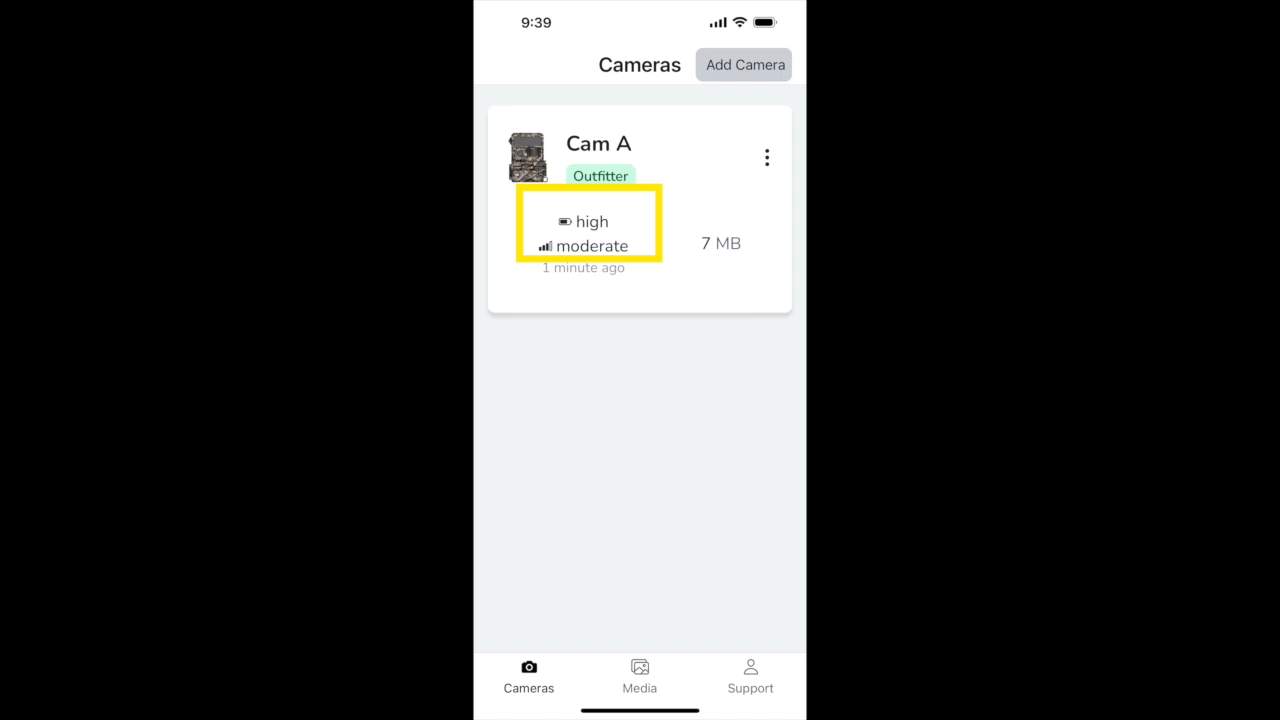 9:39
Cameras
Add Camera
Cam A
Outfitter
high
moderate
7 MB
1 minute ago
Cameras
Media
Support